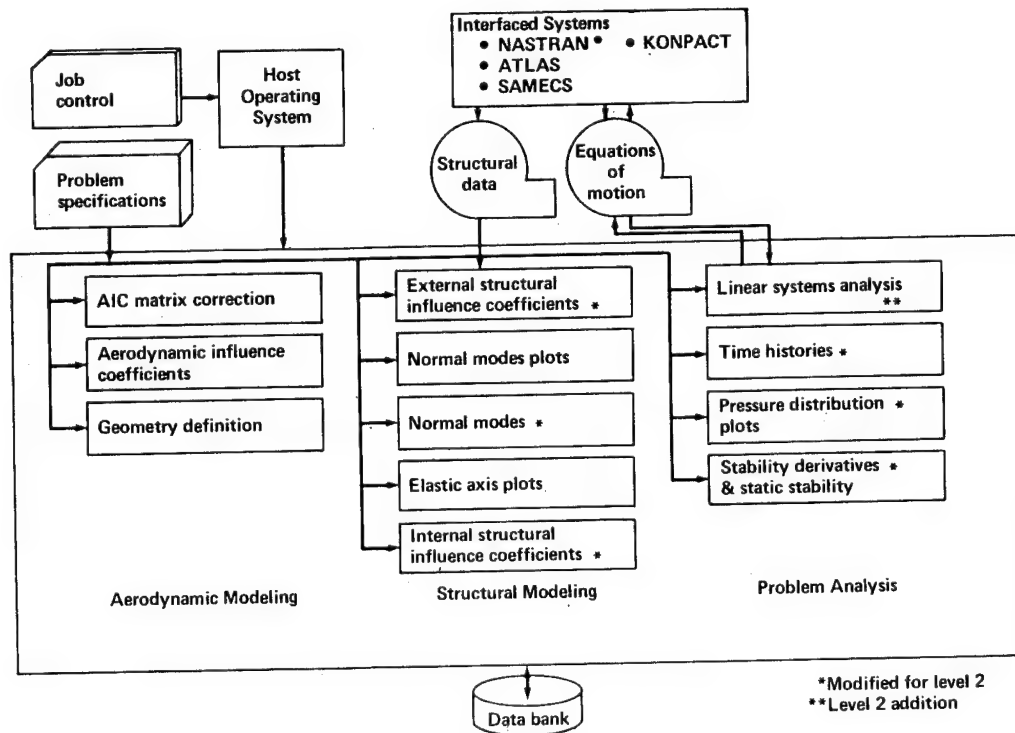 Interfaced Systems
• NASTRAN * • KONPACT
• ATLAS
• SAMECS
Job
control
Host
Operating
System
Problem
specifications
Structural
data
Equations
of
motion
AIC matrix correction
Aerodynamic influence
coefficients
Geometry definition
Aerodynamic Modeling
External structural
influence coefficients *
Normal modes plots
Normal modes *
Elastic axis plots
Internal structural
influence coefficients *
Structural Modeling
Linear systems analysis
**
Time histories *
Pressure distribution *
plots
Stability derivatives *
& static stability
Problem Analysis
Data bank
*Modified for level 2
**Level 2 addition